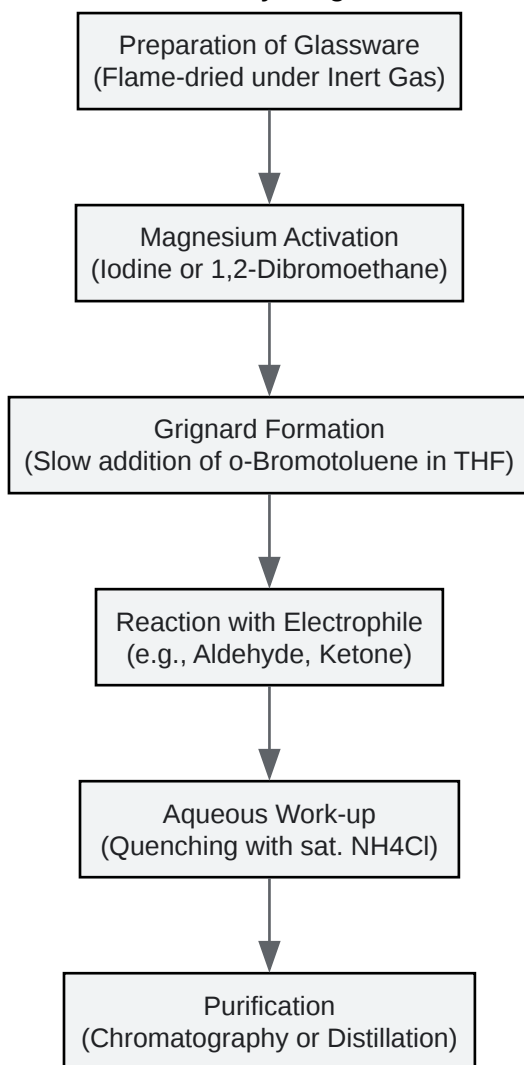 Preparation of Glassware
(Flame-dried under Inert Gas)
Magnesium Activation
(Iodine or 1,2-Dibromoethane)
Grignard Formation
(Slow addition of o-Bromotoluene in THF)
Reaction with Electrophile
(e.g., Aldehyde, Ketone)
Aqueous Work-up
(Quenching with sat. NH4Cl)
Purification
(Chromatography or Distillation)